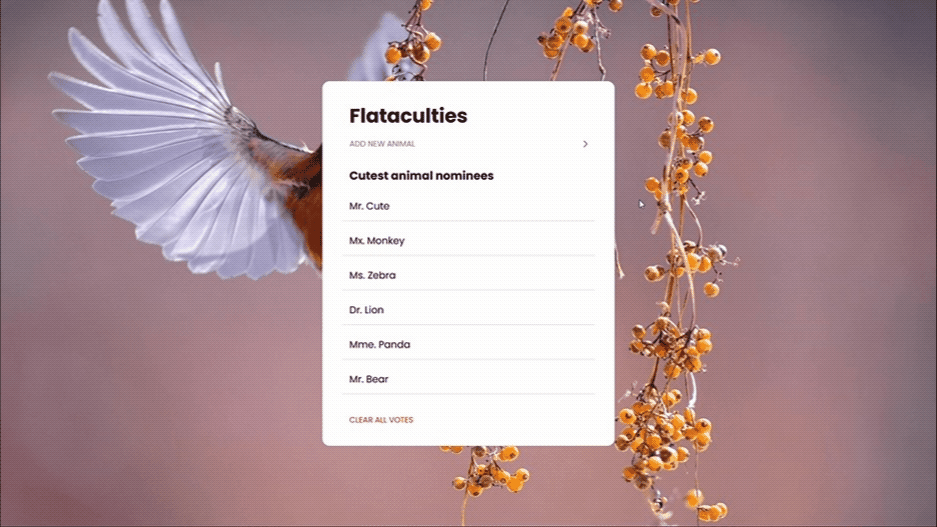 Flataculties
ADD NEW ANIMAL
Cutest animal nominees
Mr. Cute
Mx. Monkey
Ms. Zebra
Dr. Lion
Mme. Panda
Mr. Bear
CLEAR ALL VOTES